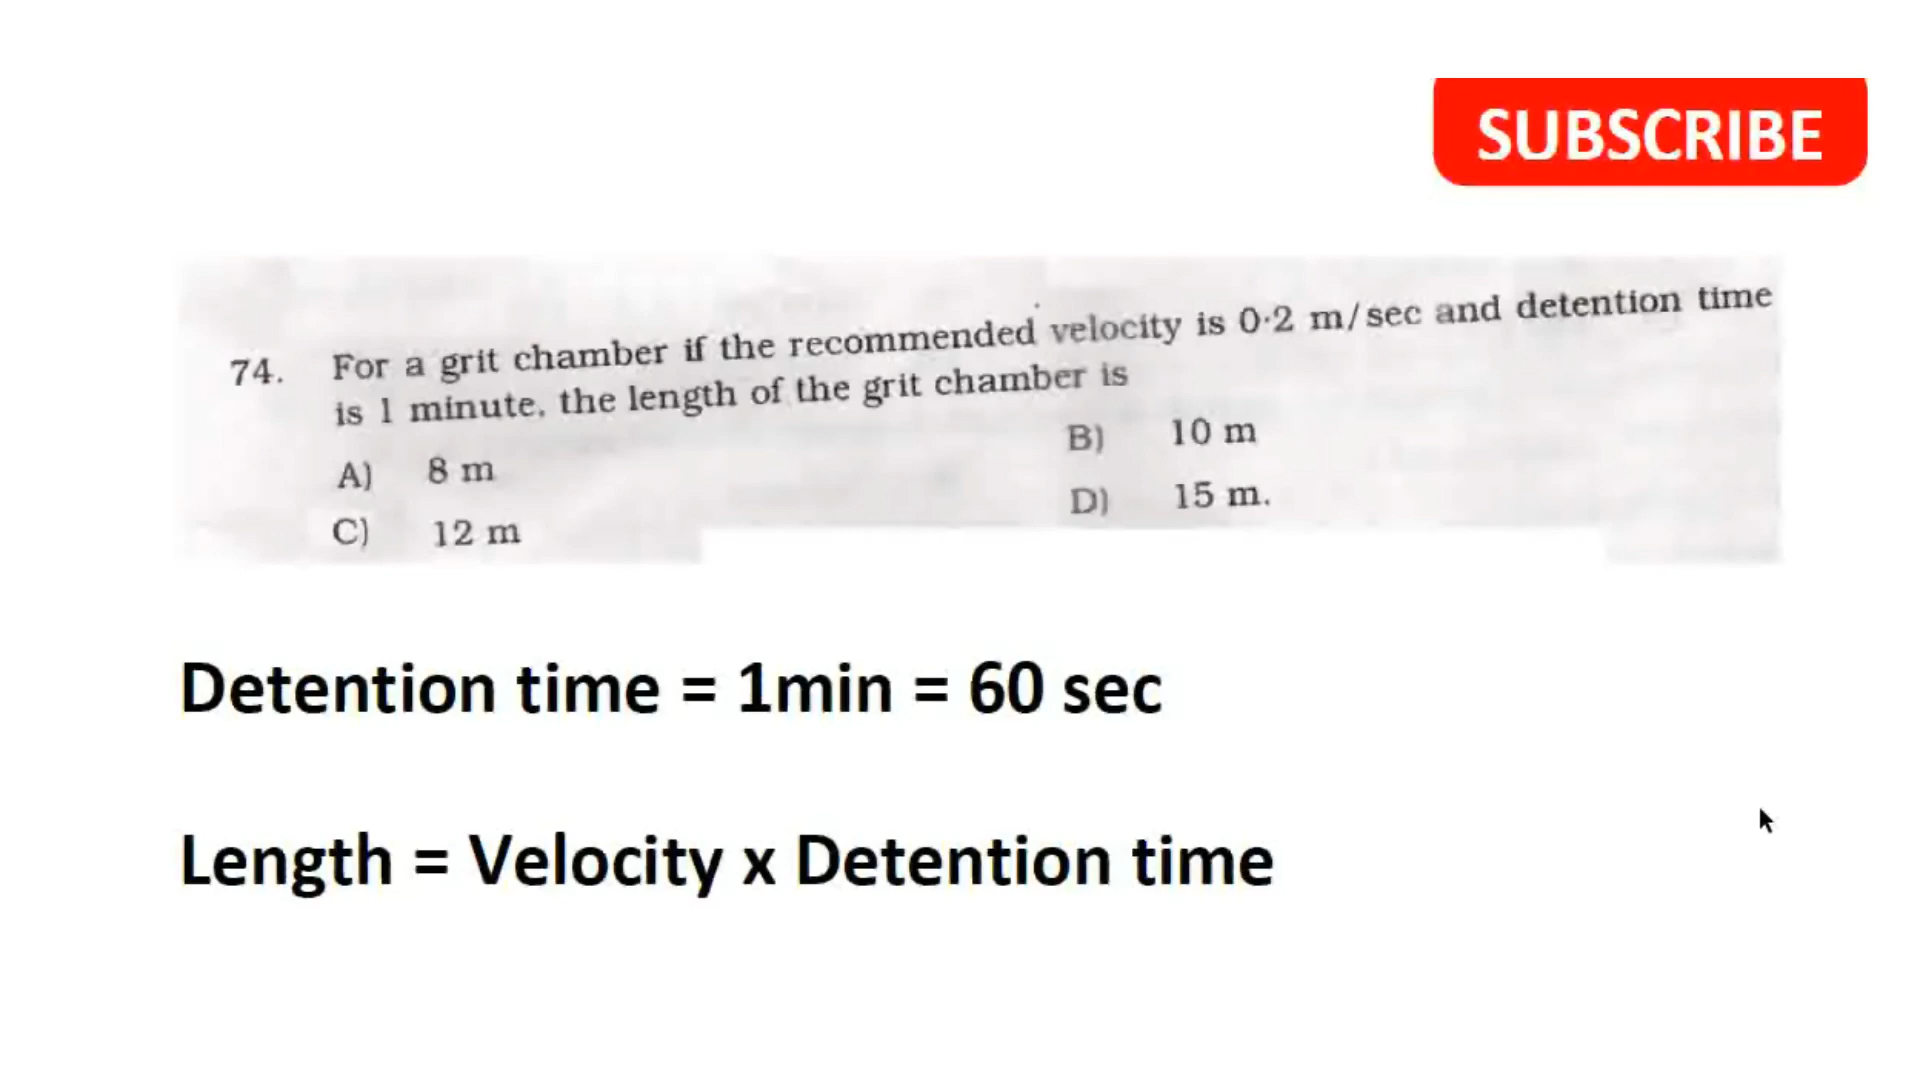 SUBSCRIBE
74. For a grit chamber if the recommended velocity is 0·2 m/sec and detention time
is 1 minute, the length of the grit chamber is
A) 8 m B) 10 m
C) 12 m D) 15 m.
Detention time = 1min = 60 sec
Length = Velocity x Detention time